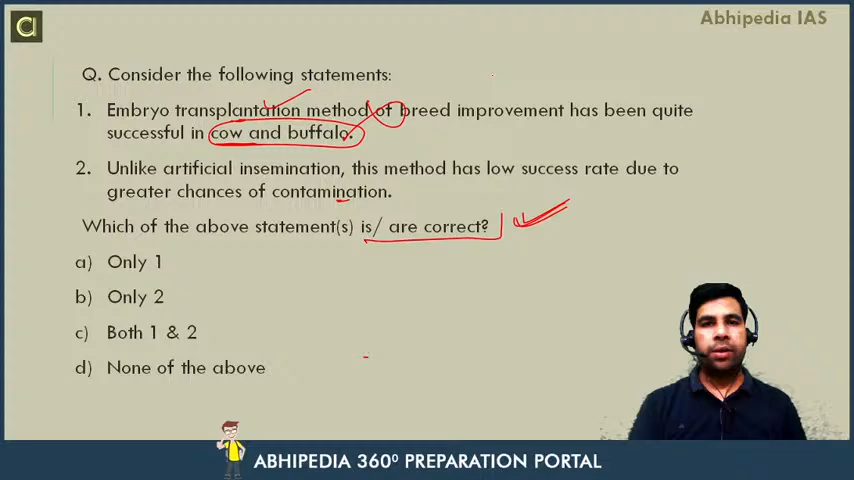 Abhipedia IAS
a
Q. Consider the following statements:
1. Embryo transplantation method of breed improvement has been quite
successful in cow and buffalo.
2. Unlike artificial insemination, this method has low success rate due to
greater chances of contamination.
Which of the above statement(s) is/ are correct?
a) Only 1
b) Only 2
c) Both 1 & 2
d) None of the above
ABHIPEDIA 360⁰ PREPARATION PORTAL